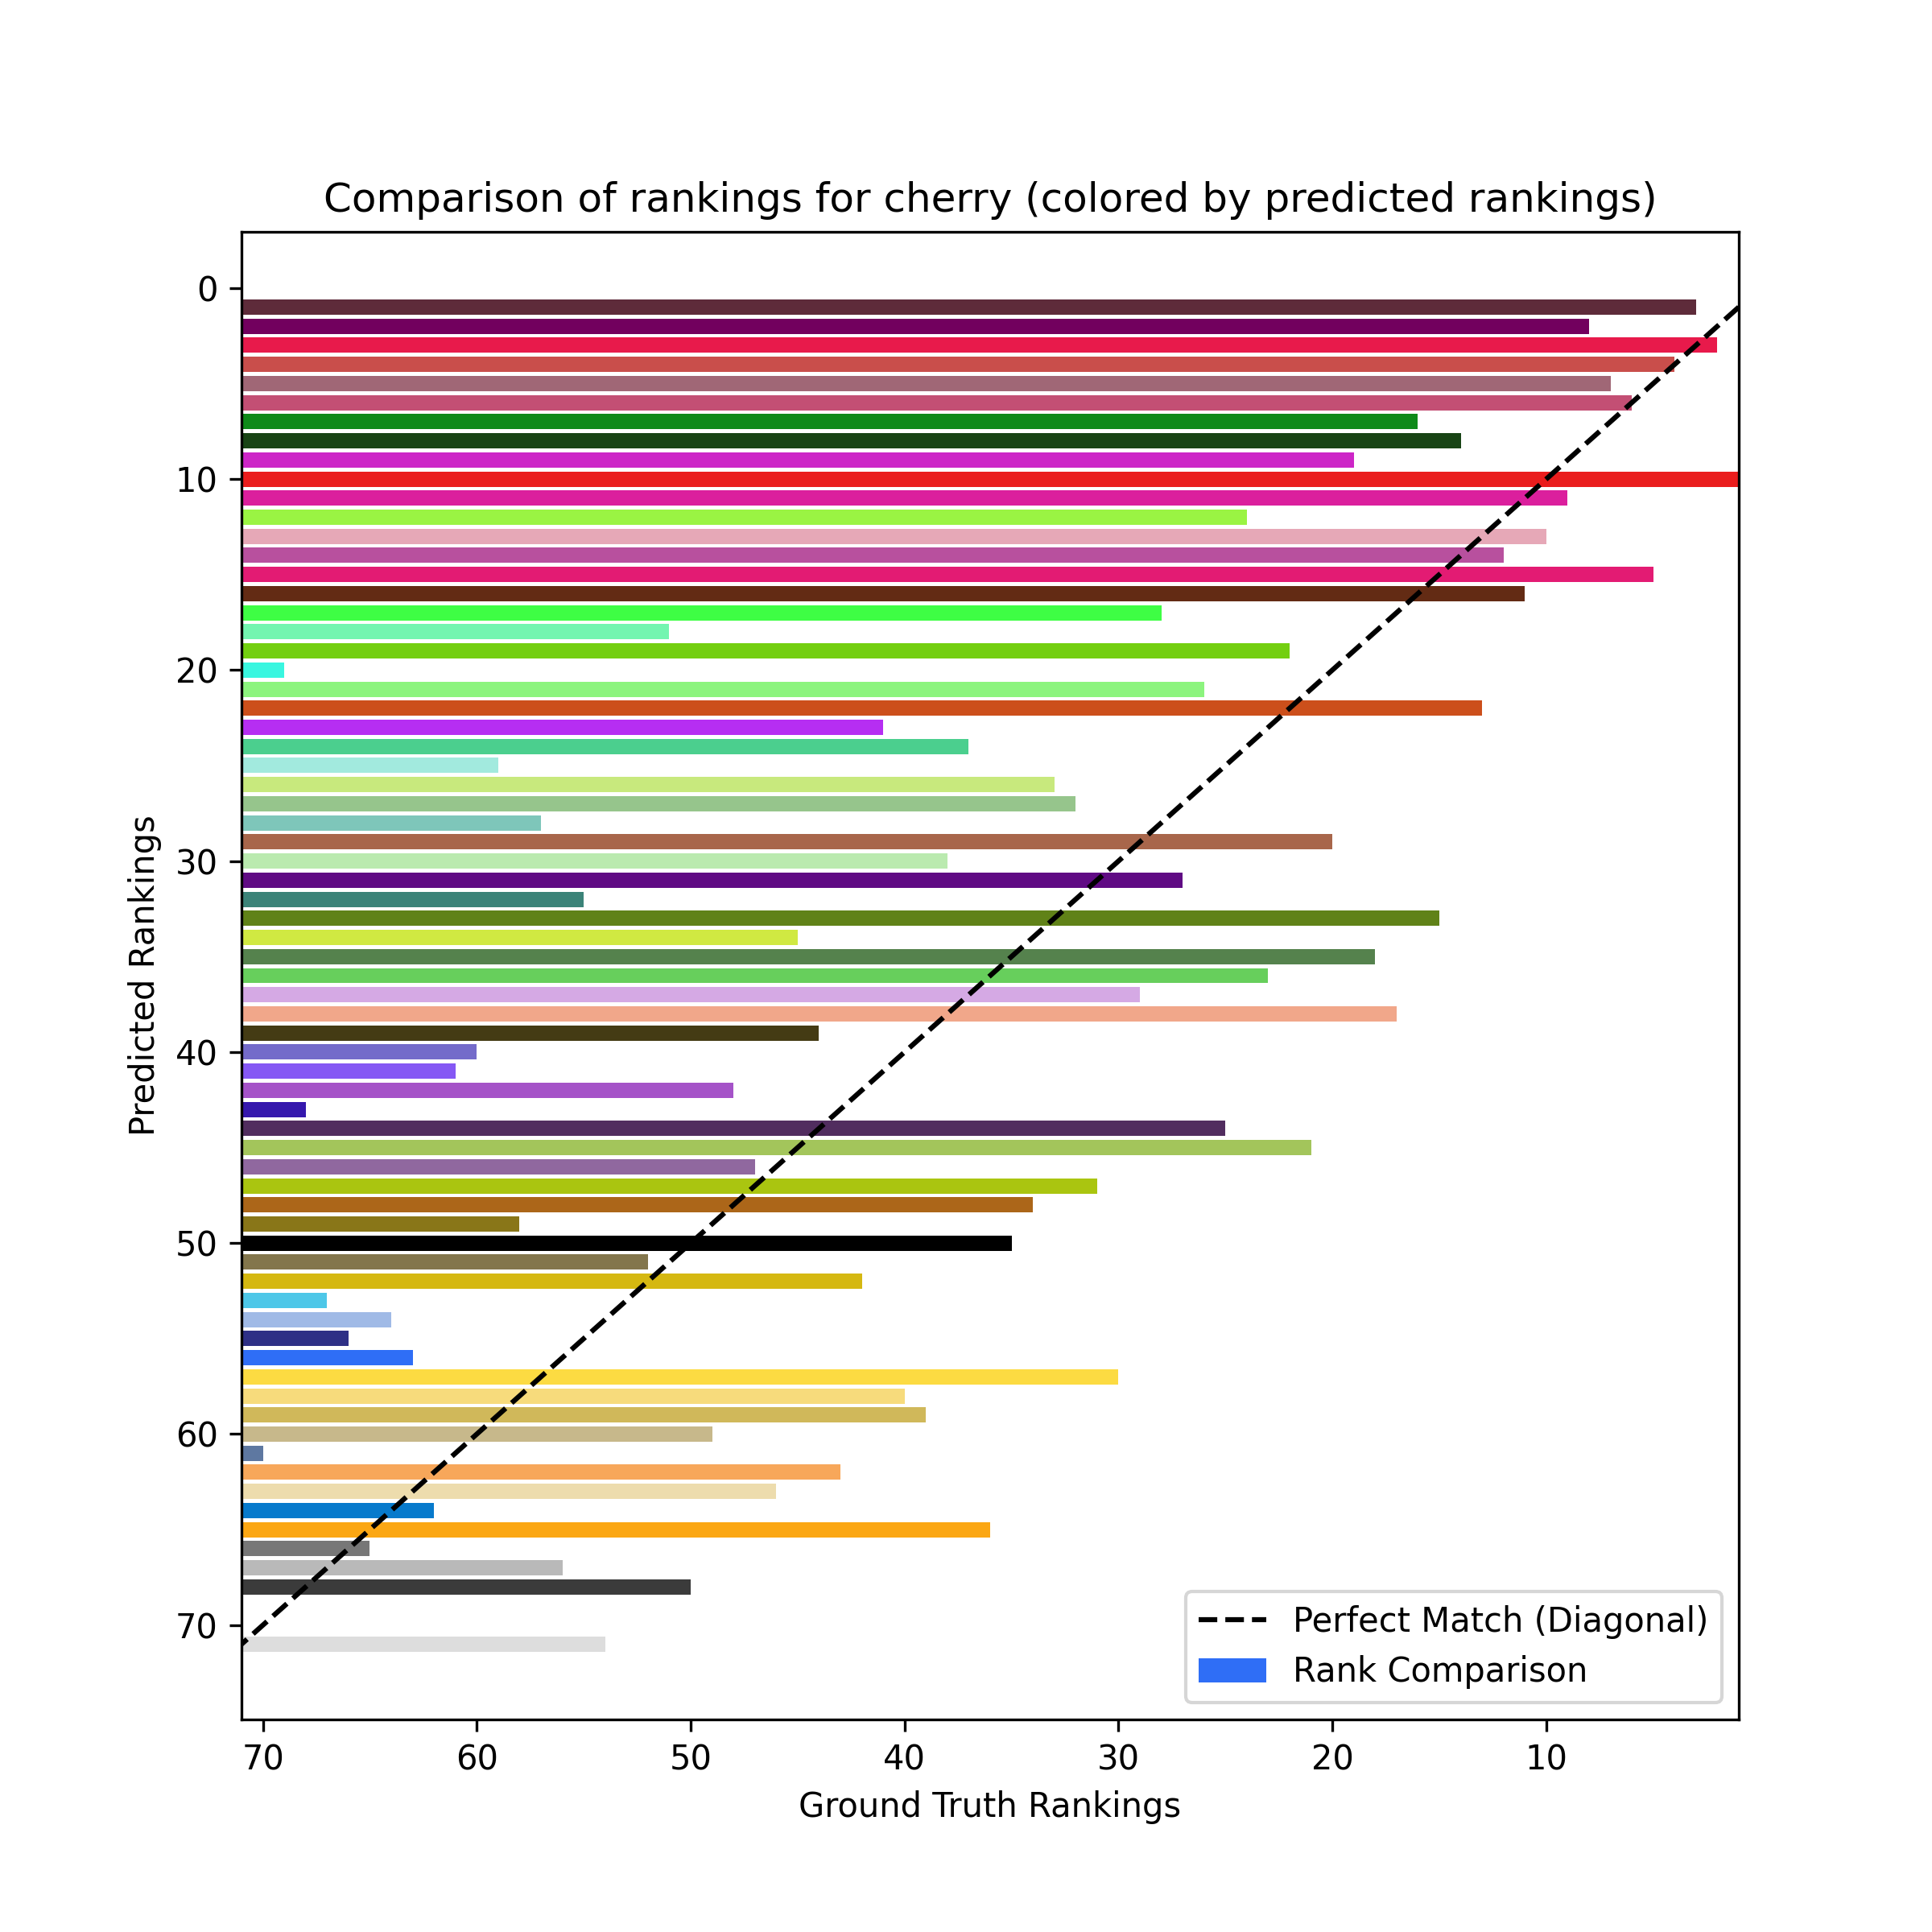 Comparison of rankings for cherry (colored by predicted rankings)
0
10
20
30
40
50
60
70
Predicted Rankings
70 60 50 40 30 20 10
Ground Truth Rankings
Perfect Match (Diagonal)
Rank Comparison